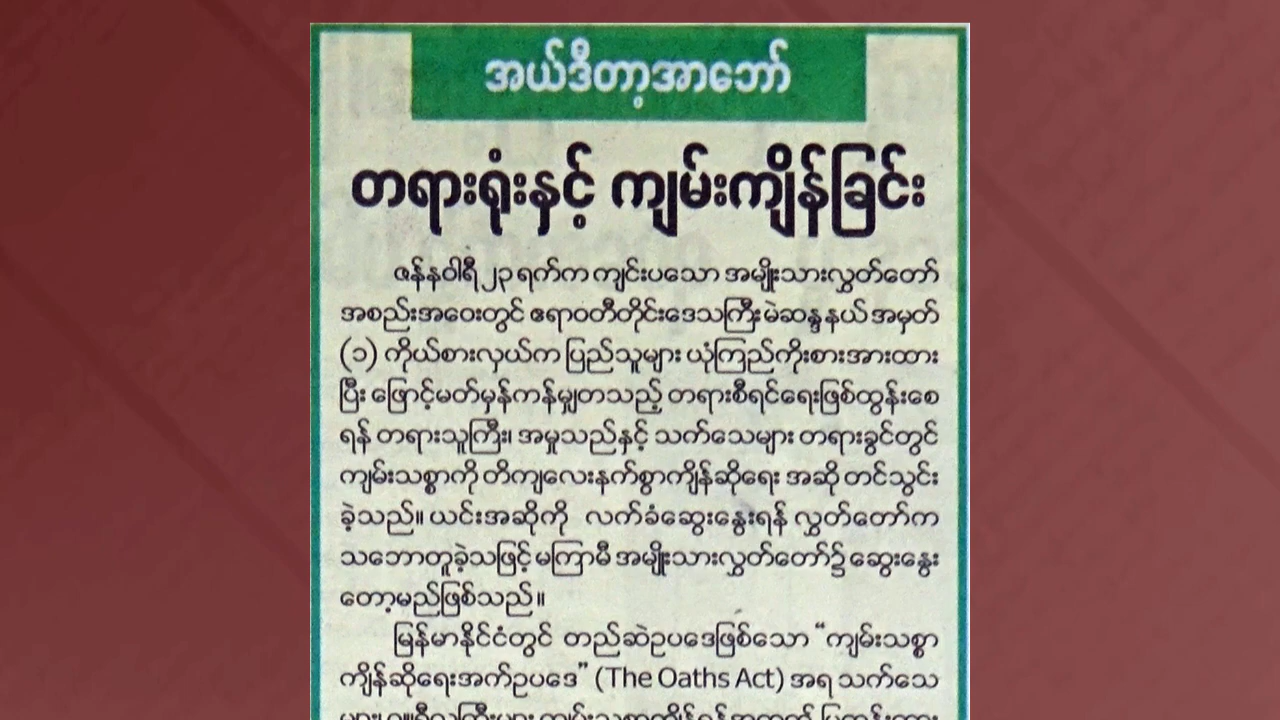 အယ်ဒီတာ့အာဘော်
တရားရုံးနှင့် ကျမ်းကျိန်ခြင်း
ဇန်နဝါရီ ၂၃ ရက်က ကျင်းပသော အမျိုးသားလွှတ်တော်
အစည်းအဝေးတွင် ဧရာဝတီတိုင်းဒေသကြီး မဲဆန္ဒနယ် အမှတ်
(၁) ကိုယ်စားလှယ်က ပြည်သူများ ယုံကြည်ကိုးစားအားထား
ပြီး ဖြောင့်မတ်မှန်ကန်မျှတသည့် တရားစီရင်ရေးဖြစ်ထွန်းစေ
ရန် တရားသူကြီး၊ အမှုသည်နှင့် သက်သေများ တရားခွင်တွင်
ကျမ်းသစ္စာကို တိကျလေးနက်စွာကျိန်ဆိုရေး အဆို တင်သွင်း
ခဲ့သည်။ ယင်းအဆိုကို လက်ခံဆွေးနွေးရန် လွှတ်တော်က
သဘောတူခဲ့သဖြင့် မကြာမီ အမျိုးသားလွှတ်တော်၌ ဆွေးနွေး
တော့မည်ဖြစ်သည်။
မြန်မာနိုင်ငံတွင် တည်ဆဲဥပဒေဖြစ်သော “ကျမ်းသစ္စာ
ကျိန်ဆိုရေးအက်ဥပဒေ” (The Oaths Act) အရ သက်သေ